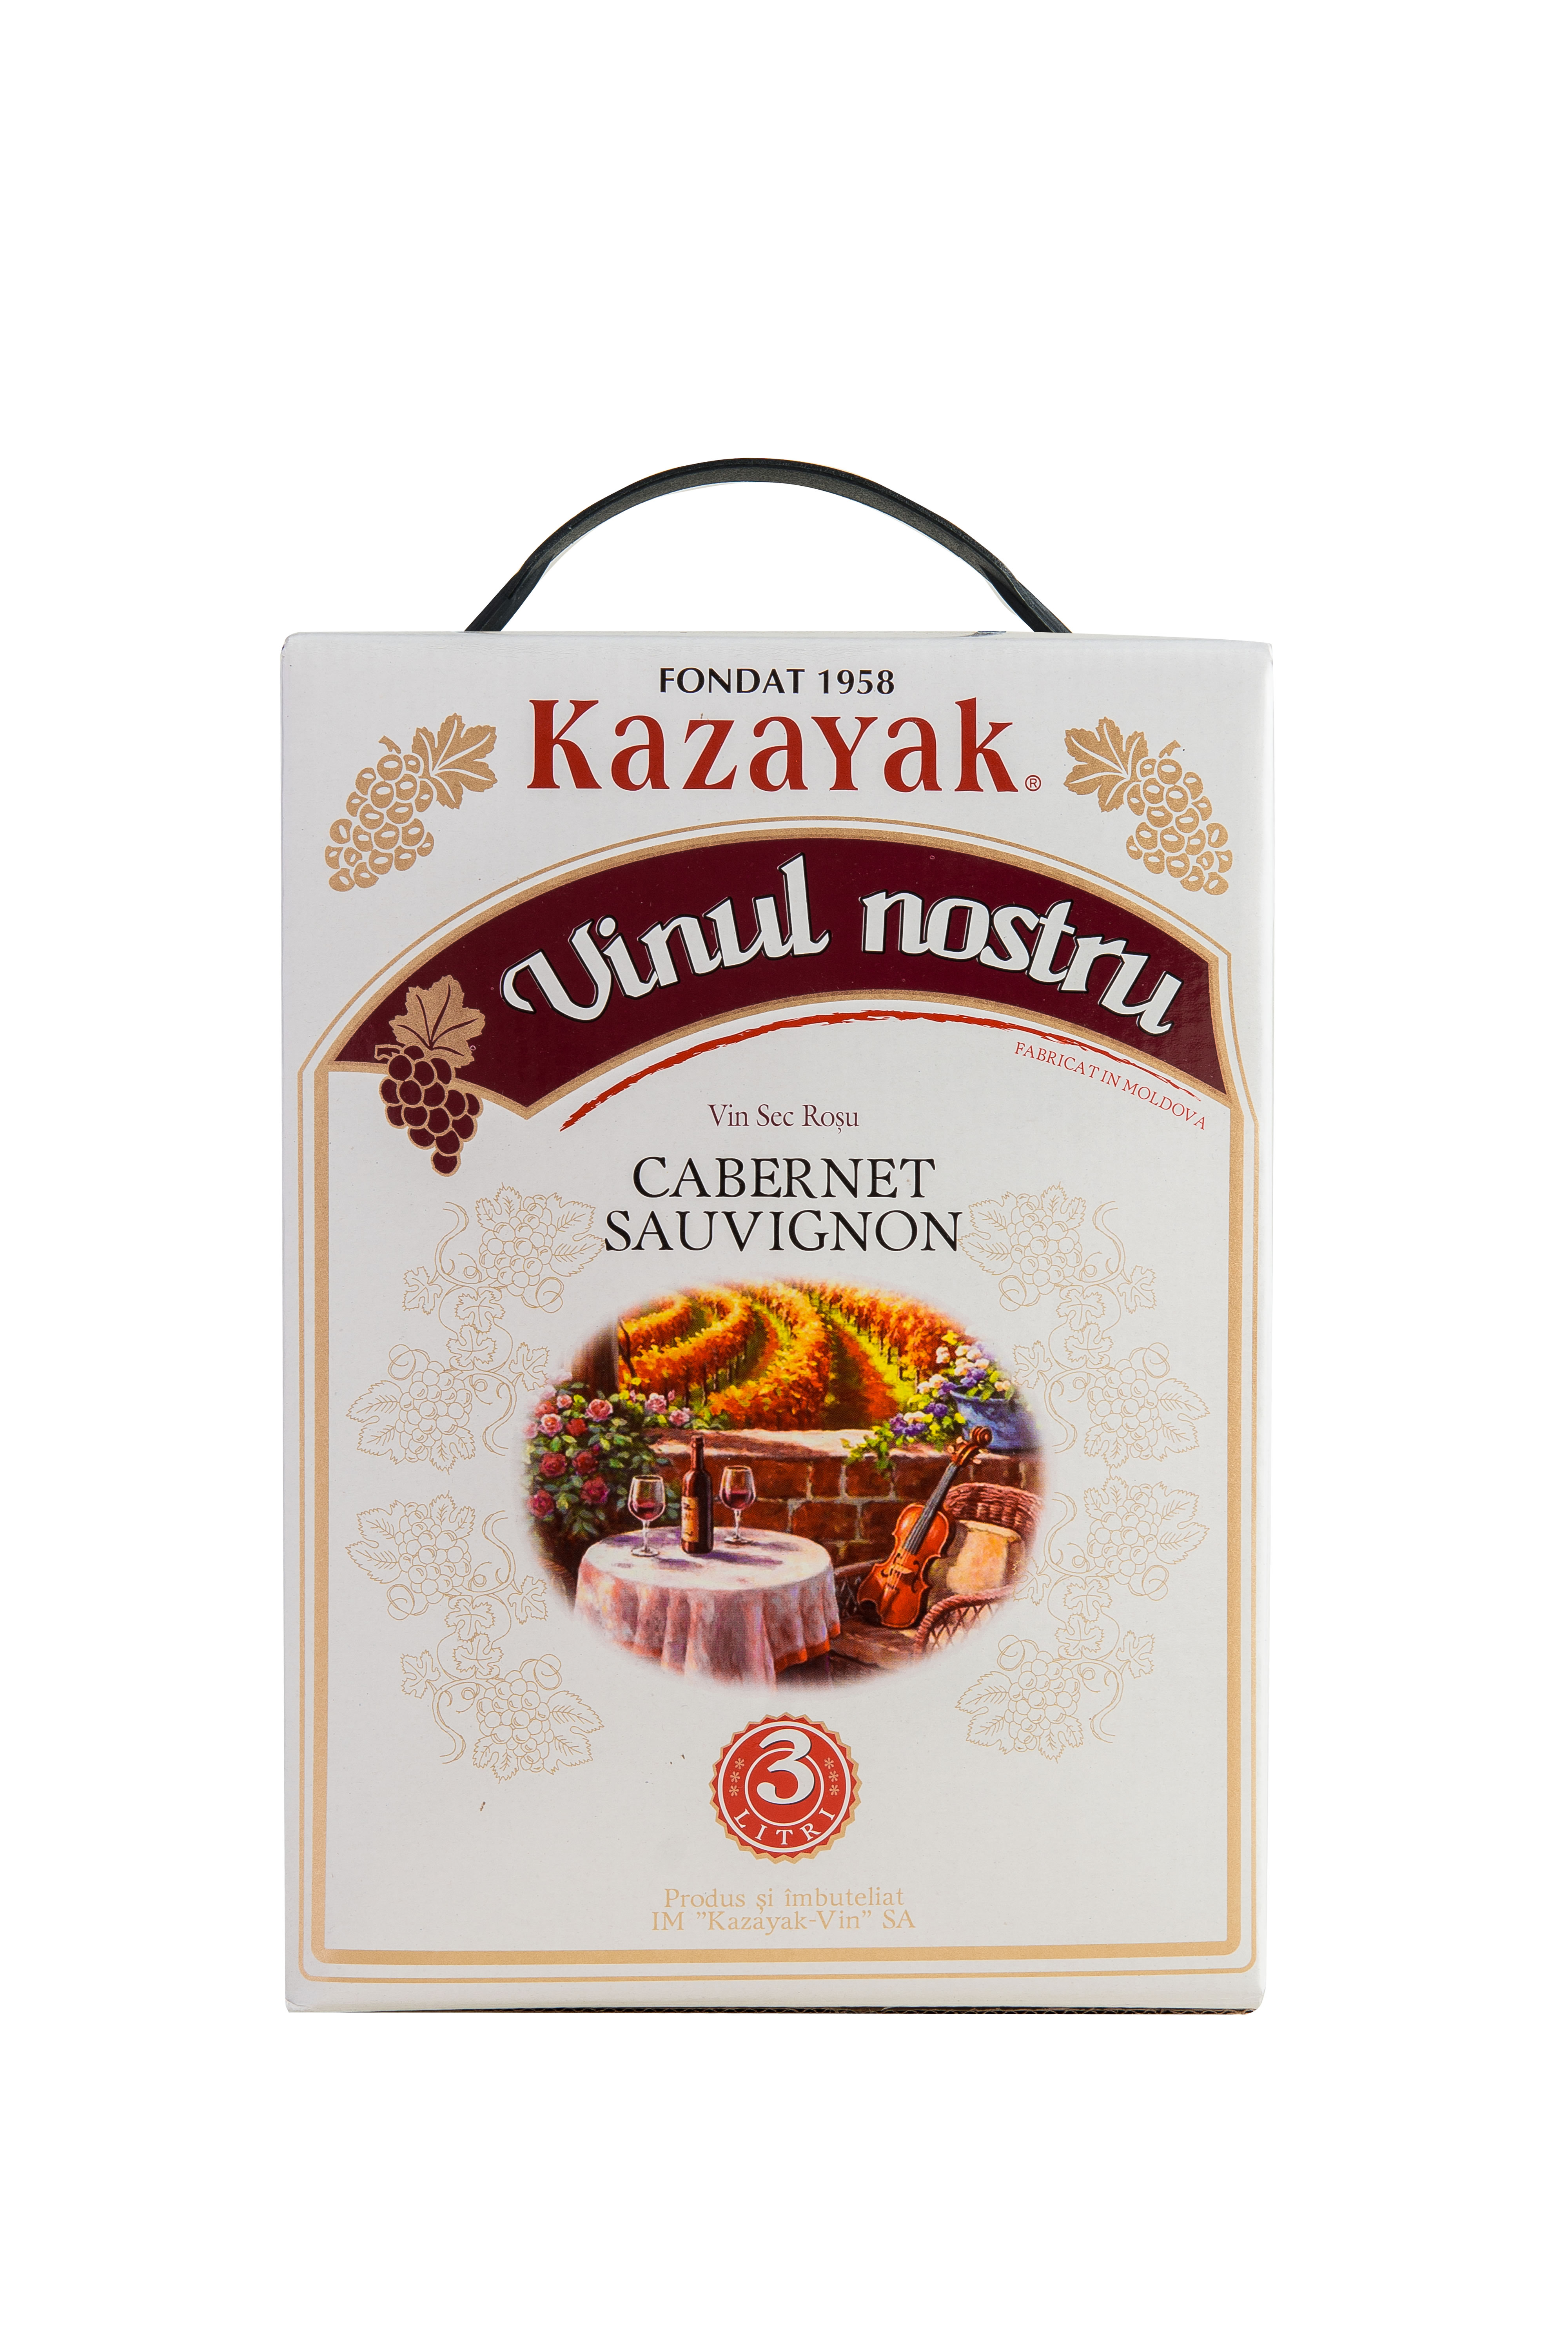 FONDAT 1958
Kazayak®
Vinul nostru
FABRICAT IN MOLDOVA
Vin Sec Roșu
CABERNET
SAUVIGNON
3
LITRI
Produs și îmbuteliat
IM ”Kazayak-Vin” SA